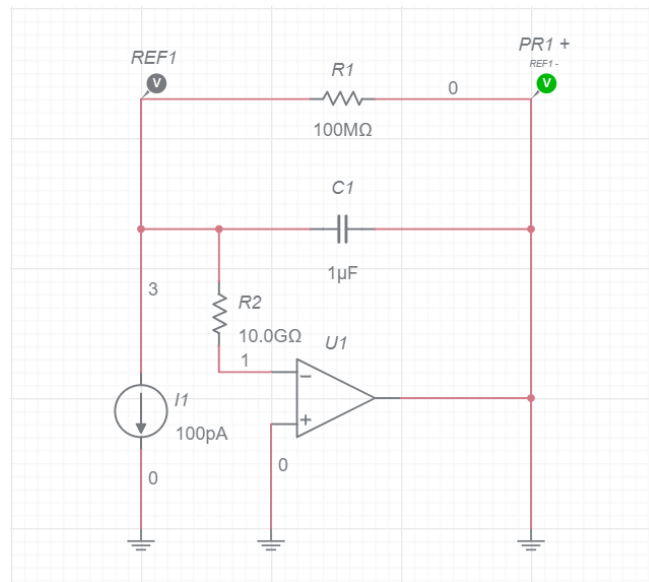 PR1 +
REF1 -
REF1
V
V
R1
0
100MΩ
C1
1µF
3
R2
10.0GΩ
1
U1
I1
100pA
0
0